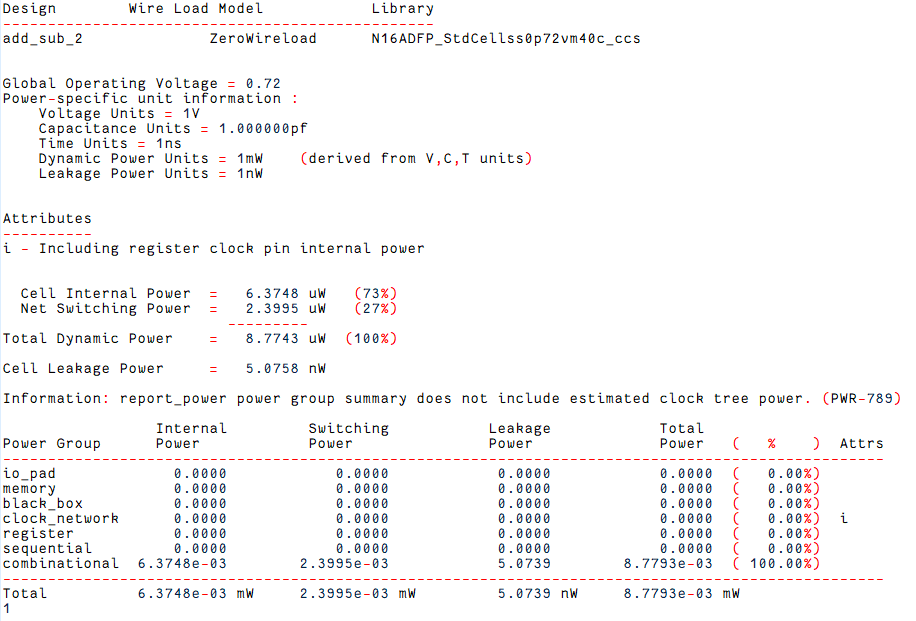 Design        Wire Load Model            Library
------------------------------------------------
add_sub_2              ZeroWireload      N16ADFP_StdCellss0p72vm40c_ccs
Global Operating Voltage = 0.72
Power-specific unit information :
    Voltage Units = 1V
    Capacitance Units = 1.000000pf
    Time Units = 1ns
    Dynamic Power Units = 1mW    (derived from V,C,T units)
    Leakage Power Units = 1nW
Attributes
----------
i - Including register clock pin internal power
  Cell Internal Power  =   6.3748 uW   (73%)
  Net Switching Power  =   2.3995 uW   (27%)
                         ---------
Total Dynamic Power    =   8.7743 uW  (100%)
Cell Leakage Power     =   5.0758 nW
Information: report_power power group summary does not include estimated clock tree power. (PWR-789)
                 Internal         Switching           Leakage            Total
Power Group      Power            Power               Power              Power   (   %    )  Attrs
--------------------------------------------------------------------------------------------------
io_pad             0.0000            0.0000            0.0000            0.0000  (   0.00%)
memory             0.0000            0.0000            0.0000            0.0000  (   0.00%)
black_box          0.0000            0.0000            0.0000            0.0000  (   0.00%)
clock_network      0.0000            0.0000            0.0000            0.0000  (   0.00%)  i
register           0.0000            0.0000            0.0000            0.0000  (   0.00%)
sequential         0.0000            0.0000            0.0000            0.0000  (   0.00%)
combinational  6.3748e-03        2.3995e-03            5.0739        8.7793e-03  ( 100.00%)
--------------------------------------------------------------------------------------------------
Total          6.3748e-03 mW     2.3995e-03 mW         5.0739 nW     8.7793e-03 mW
1